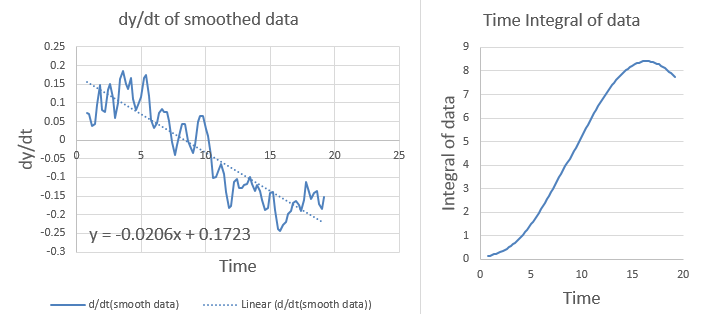 dy/dt of smoothed data
0.25
0.2
0.15
0.1
0.05
0
-0.05
-0.1
-0.15
-0.2
-0.25
-0.3
0 5 10 15 20 25
dy/dt
y = -0.0206x + 0.1723
Time
d/dt(smooth data) Linear (d/dt(smooth data))
Time Integral of data
9
8
7
6
5
4
3
2
1
0
0 5 10 15 20
Integral of data
Time